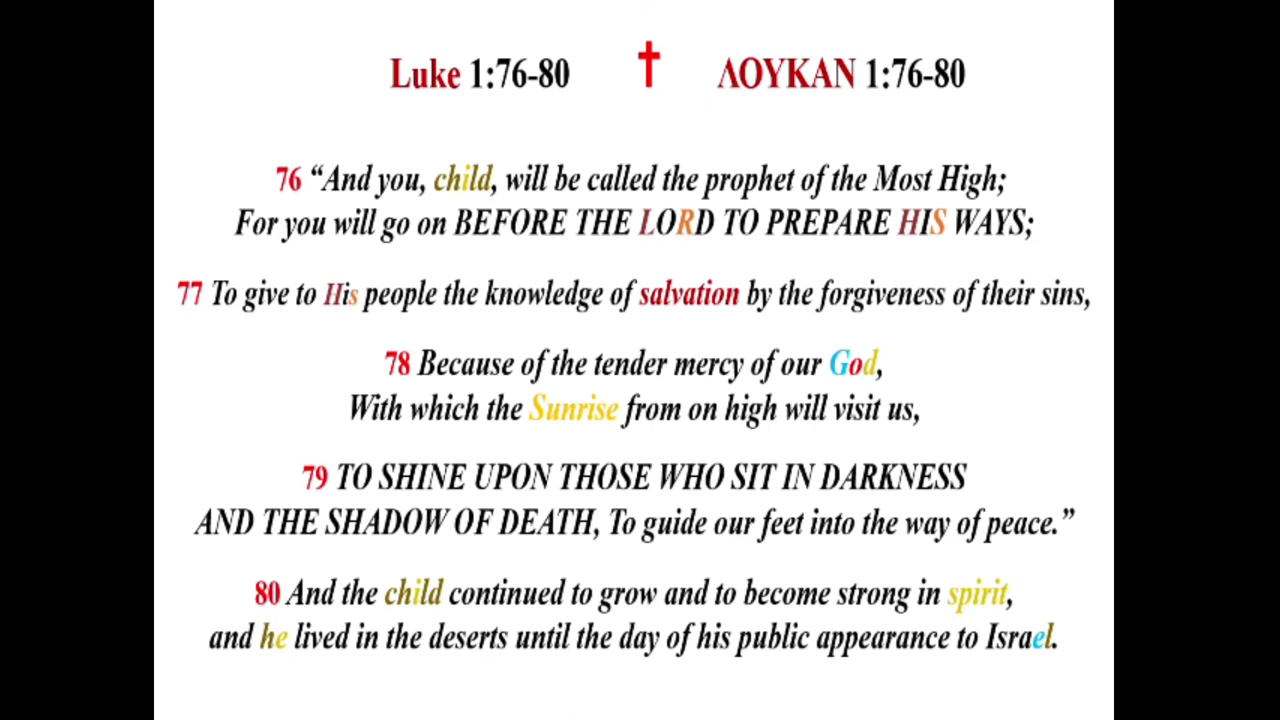 Luke 1:76-80 ✝ ΛΟΥΚΑΝ 1:76-80
76 “And you, child, will be called the prophet of the Most High;
For you will go on BEFORE THE LORD TO PREPARE HIS WAYS;
77 To give to His people the knowledge of salvation by the forgiveness of their sins,
78 Because of the tender mercy of our God,
With which the Sunrise from on high will visit us,
79 TO SHINE UPON THOSE WHO SIT IN DARKNESS
AND THE SHADOW OF DEATH, To guide our feet into the way of peace.”
80 And the child continued to grow and to become strong in spirit,
and he lived in the deserts until the day of his public appearance to Israel.